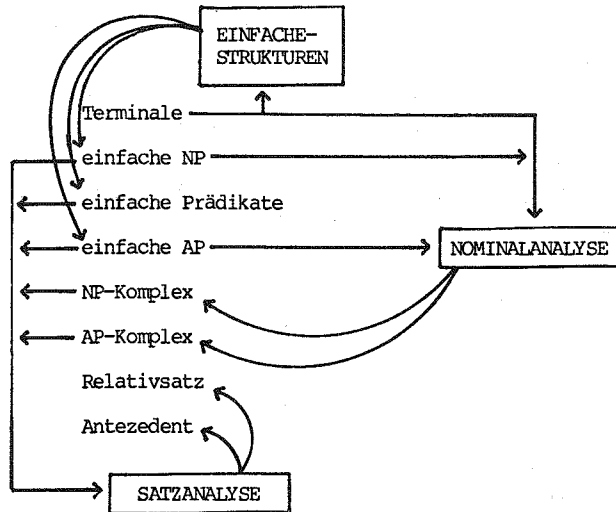 EINFACHE-
STRUKTUREN
Terminale
einfache NP
einfache Prädikate
einfache AP
NOMINALANALYSE
NP-Komplex
AP-Komplex
Relativsatz
Antezedent
SATZANALYSE